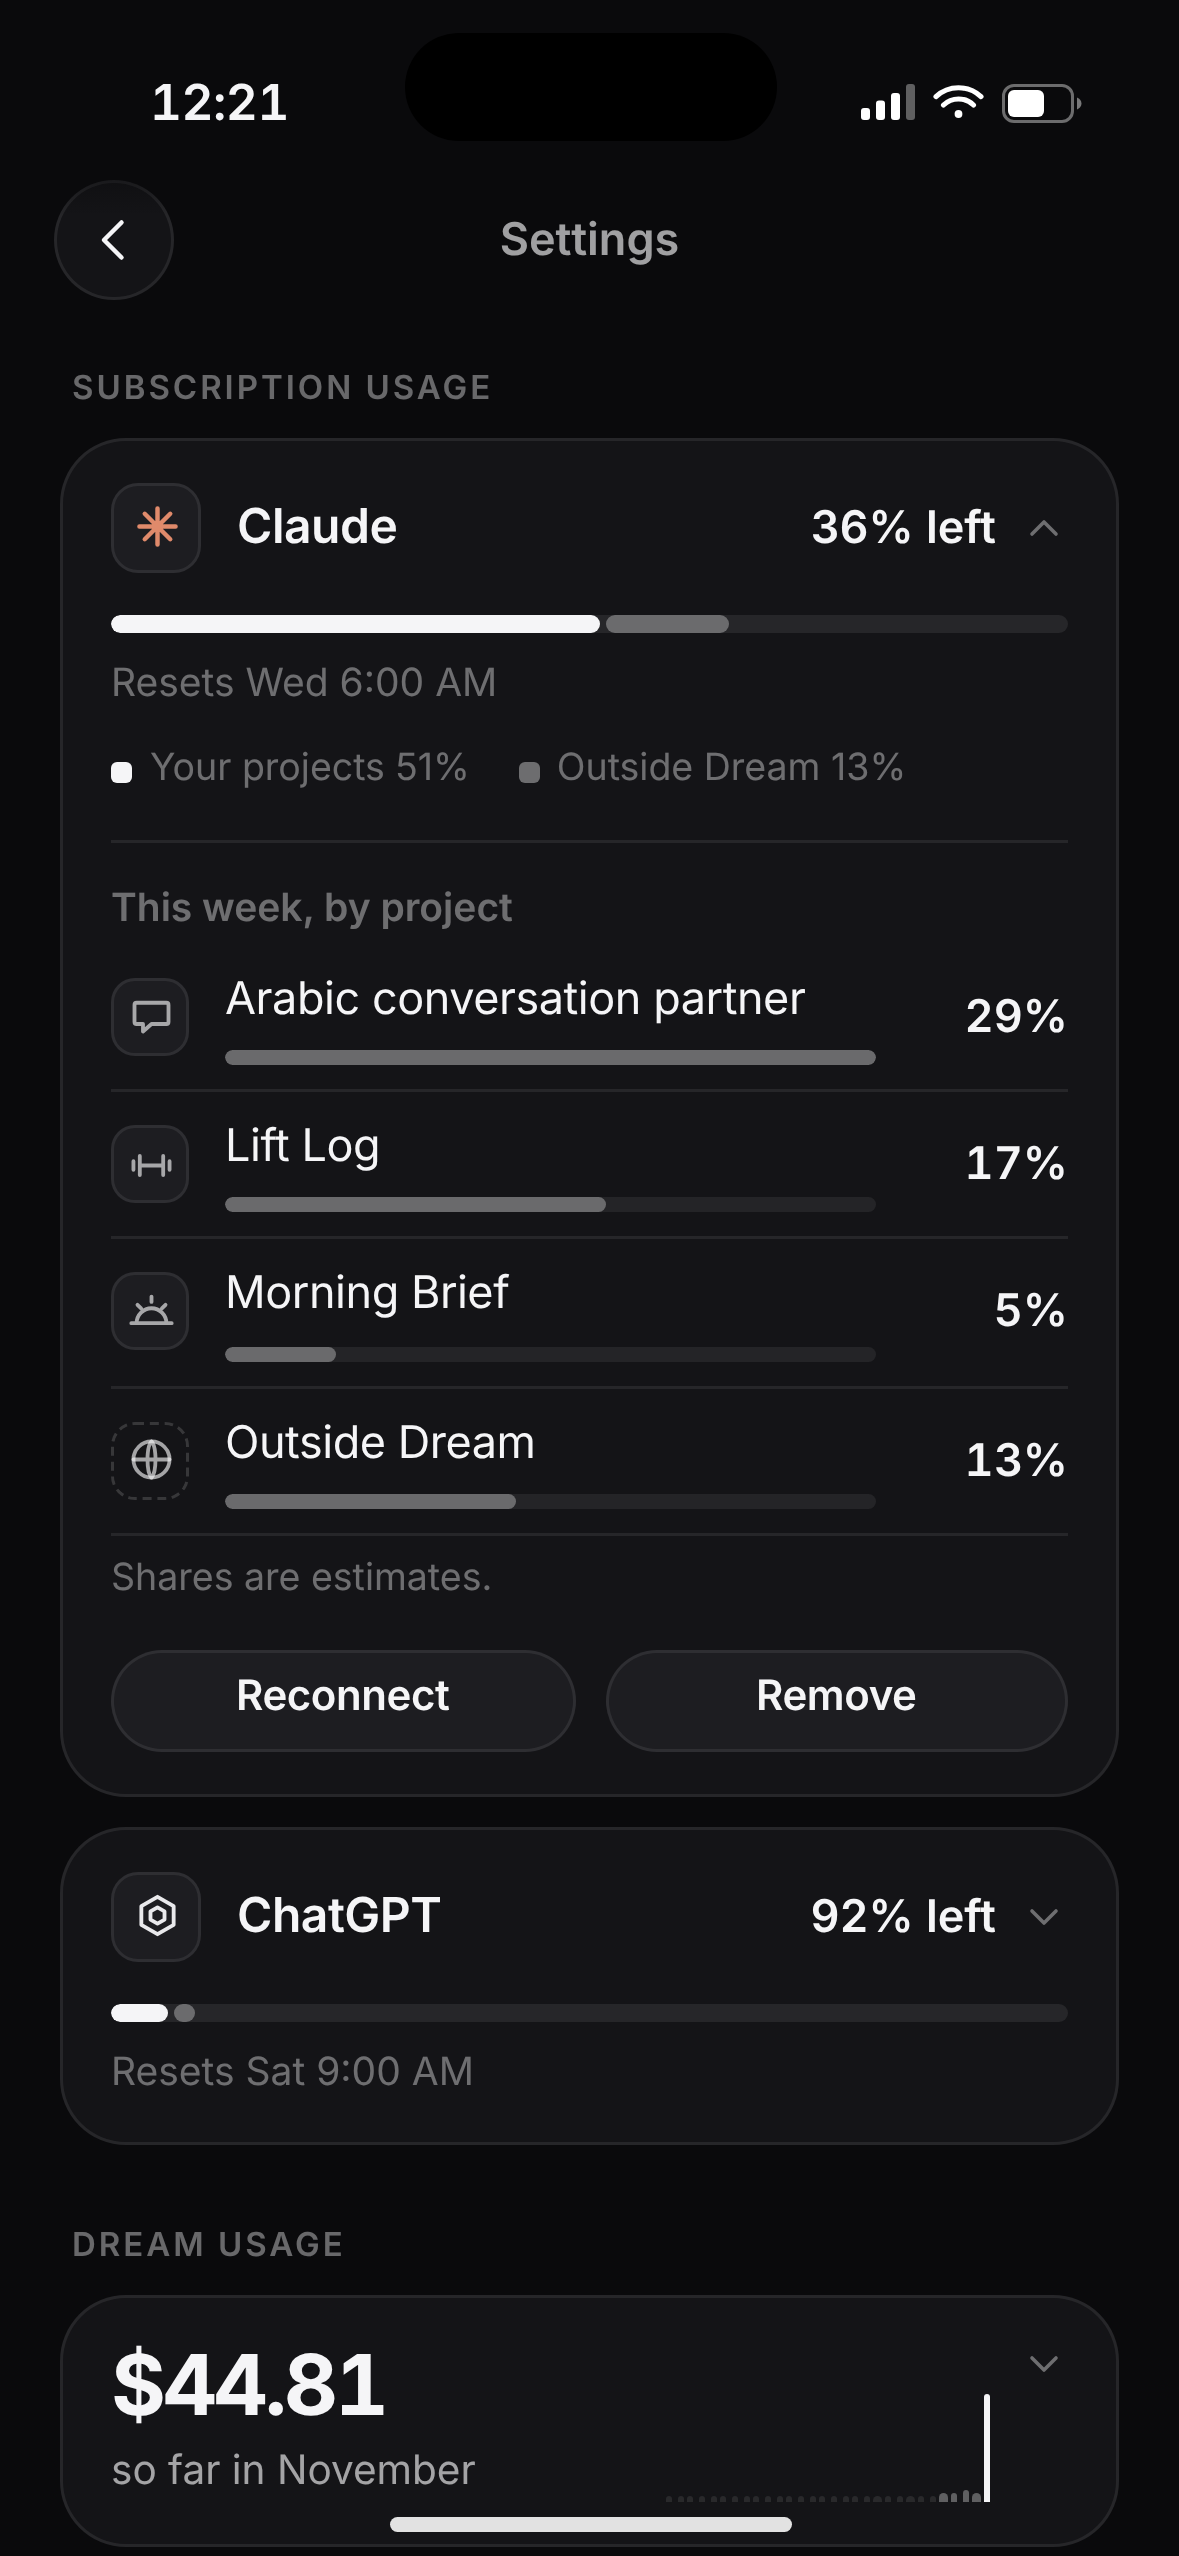 12:21
Settings
SUBSCRIPTION USAGE
Claude
36% left
Resets Wed 6:00 AM
Your projects 51%
Outside Dream 13%
This week, by project
Arabic conversation partner
29%
Lift Log
17%
Morning Brief
5%
Outside Dream
13%
Shares are estimates.
Reconnect
Remove
ChatGPT
92% left
Resets Sat 9:00 AM
DREAM USAGE
$44.81
so far in November